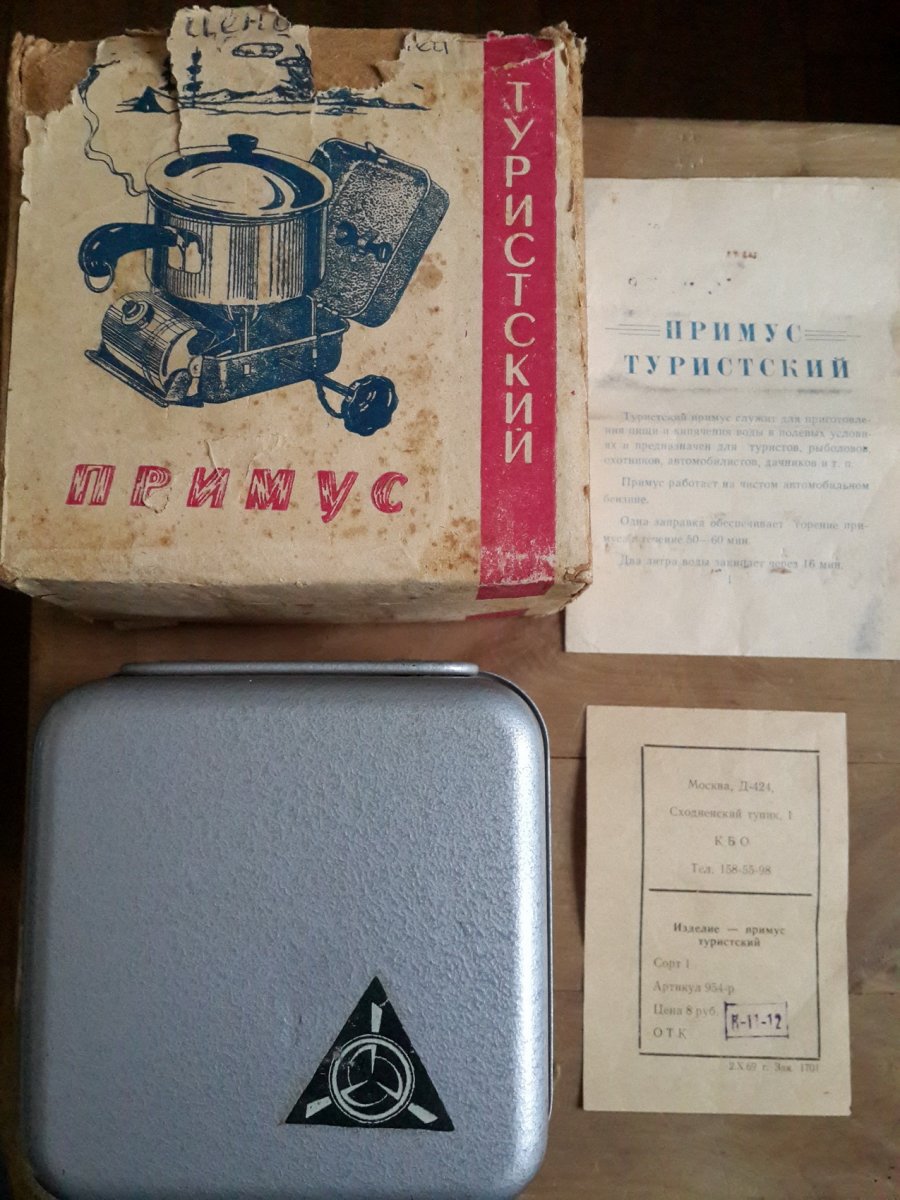 цена
ТУРИСТСКИЙ
ПРИМУС
ПРИМУС
ТУРИСТСКИЙ
Туристский примус служит для приготовле-
ния пищи и кипячения воды в полевых услови-
ях и предназначен для туристов, рыболовов,
охотников, автомобилистов, дачников и т. п.
Примус работает на чистом автомобильном
бензине.
Одна заправка обеспечивает горение при-
муса в течение 50—60 мин.
Два литра воды закипает через 16 мин.
1
Москва, Д-424,
Сходненский тупик, 1
КБО
Тел. 158-55-98
Изделие — примус
туристский
Сорт 1
Артикул 954-р
Цена 8 руб.
ОТК
2.X.69 г. Зак. 1701